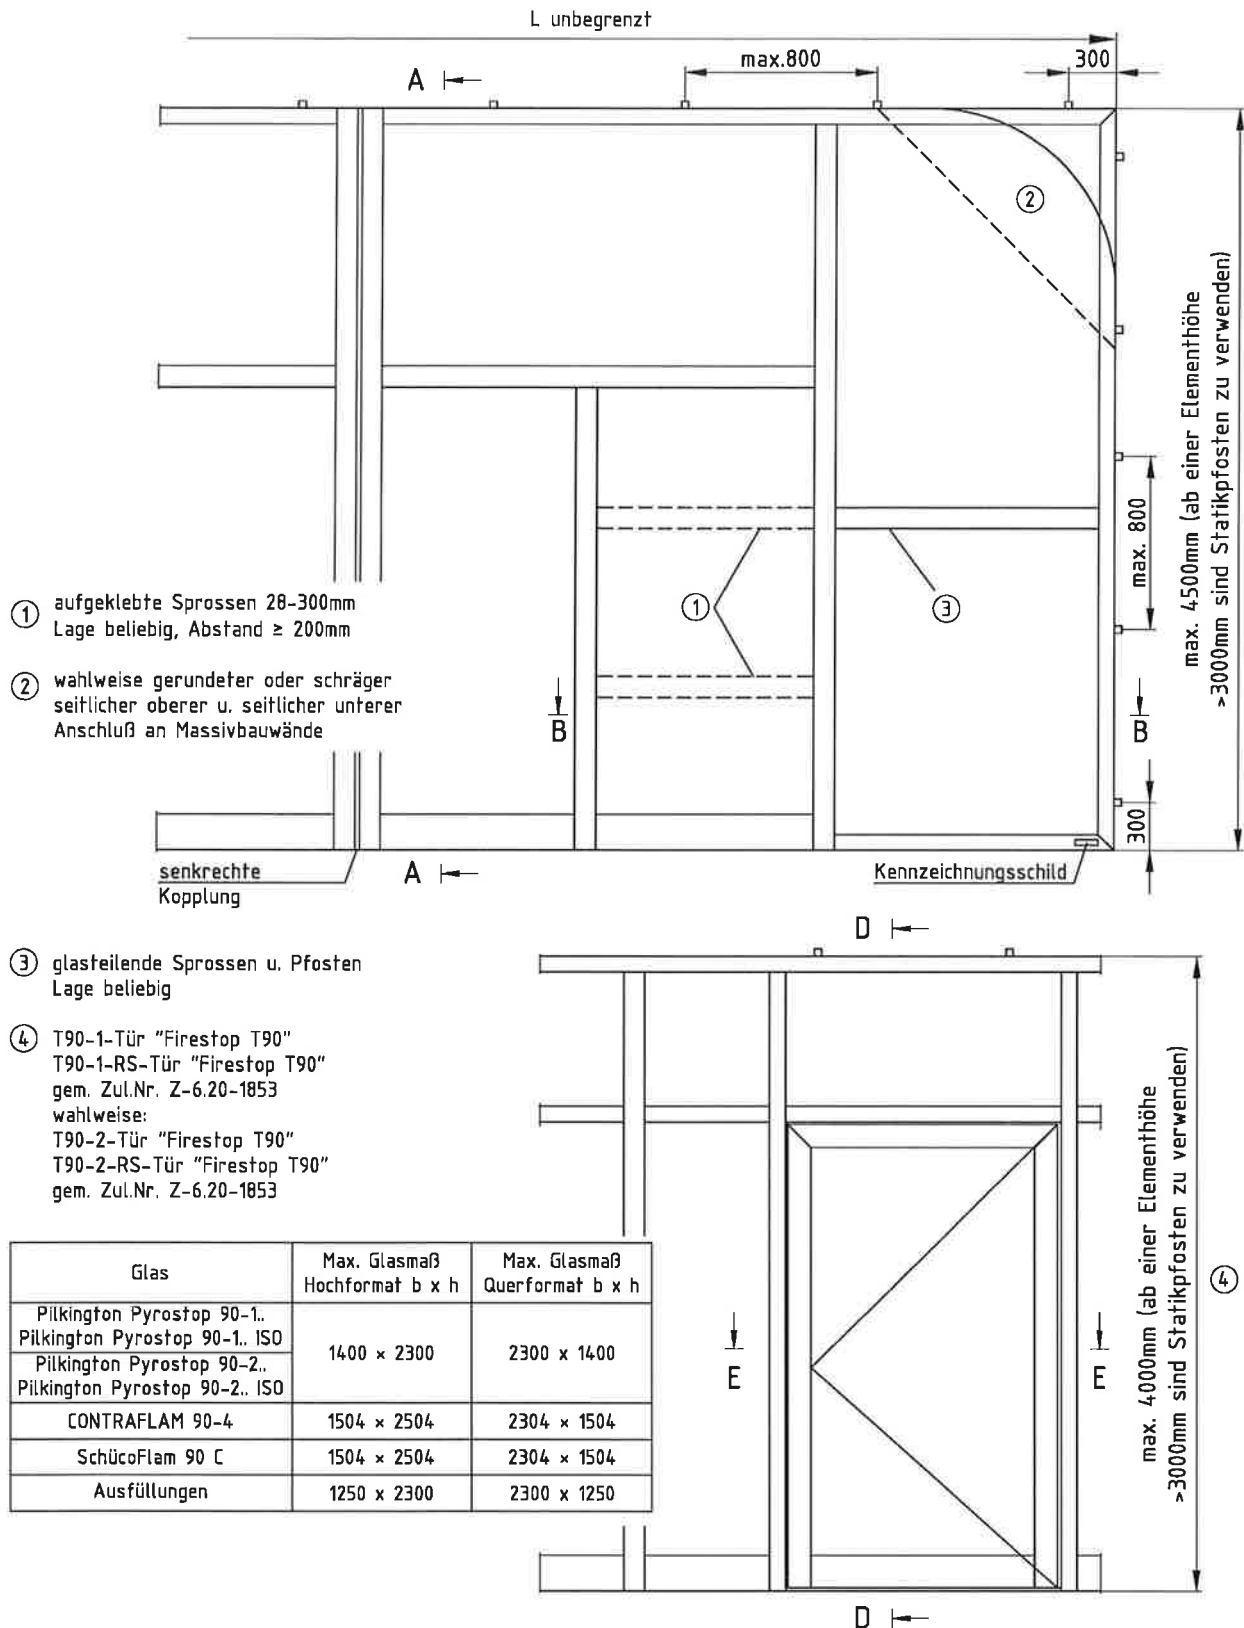 L unbegrenzt
max.800
300
A
②
max. 4500mm (ab einer Elementhöhe
>3000mm sind Statikpfosten zu verwenden)
max. 800
① aufgeklebte Sprossen 28-300mm
Lage beliebig, Abstand ≥ 200mm
①
③
② wahlweise gerundeter oder schräger
seitlicher oberer u. seitlicher unterer
Anschluß an Massivbauwände
B
B
300
senkrechte
Kopplung
A
Kennzeichnungsschild
D
③ glasteilende Sprossen u. Pfosten
Lage beliebig
④ T90-1-Tür "Firestop T90"
T90-1-RS-Tür "Firestop T90"
gem. Zul.Nr. Z-6.20-1853
wahlweise:
T90-2-Tür "Firestop T90"
T90-2-RS-Tür "Firestop T90"
gem. Zul.Nr. Z-6.20-1853
max. 4000mm (ab einer Elementhöhe
>3000mm sind Statikpfosten zu verwenden)
④
E
E
Glas
Max. Glasmaß
Hochformat b x h
Max. Glasmaß
Querformat b x h
Pilkington Pyrostop 90-1..
Pilkington Pyrostop 90-1.. ISO
Pilkington Pyrostop 90-2..
Pilkington Pyrostop 90-2.. ISO
1400 x 2300
2300 x 1400
CONTRAFLAM 90-4
1504 x 2504
2304 x 1504
SchücoFlam 90 C
1504 x 2504
2304 x 1504
Ausfüllungen
1250 x 2300
2300 x 1250
D